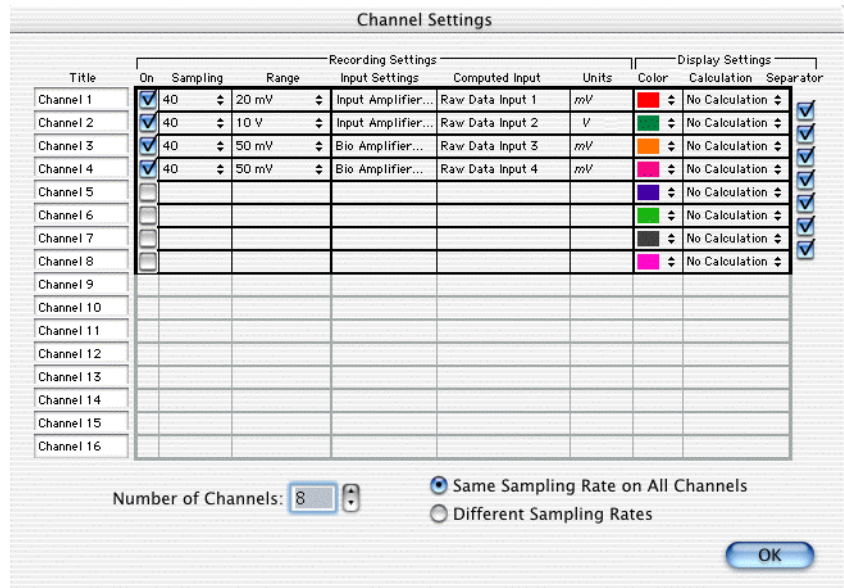 Channel Settings
Recording Settings Display Settings
Title On Sampling Range Input Settings Computed Input Units Color Calculation Separator
Channel 1 40 20 mV Input Amplifier... Raw Data Input 1 mV No Calculation
Channel 2 40 10 V Input Amplifier... Raw Data Input 2 V No Calculation
Channel 3 40 50 mV Bio Amplifier... Raw Data Input 3 mV No Calculation
Channel 4 40 50 mV Bio Amplifier... Raw Data Input 4 mV No Calculation
Channel 5 No Calculation
Channel 6 No Calculation
Channel 7 No Calculation
Channel 8 No Calculation
Channel 9
Channel 10
Channel 11
Channel 12
Channel 13
Channel 14
Channel 15
Channel 16
Number of Channels: 8
Same Sampling Rate on All Channels
Different Sampling Rates
OK